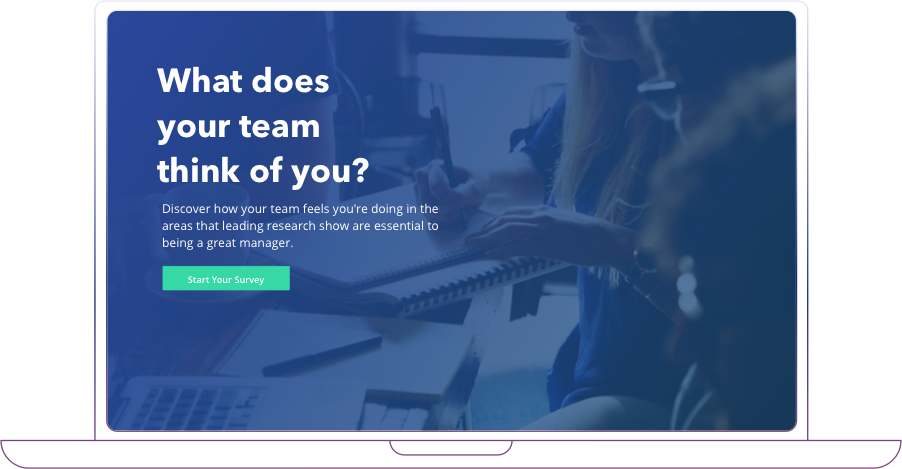 What does
your team
think of you?
Discover how your team feels you're doing in the
areas that leading research show are essential to
being a great manager.
Start Your Survey